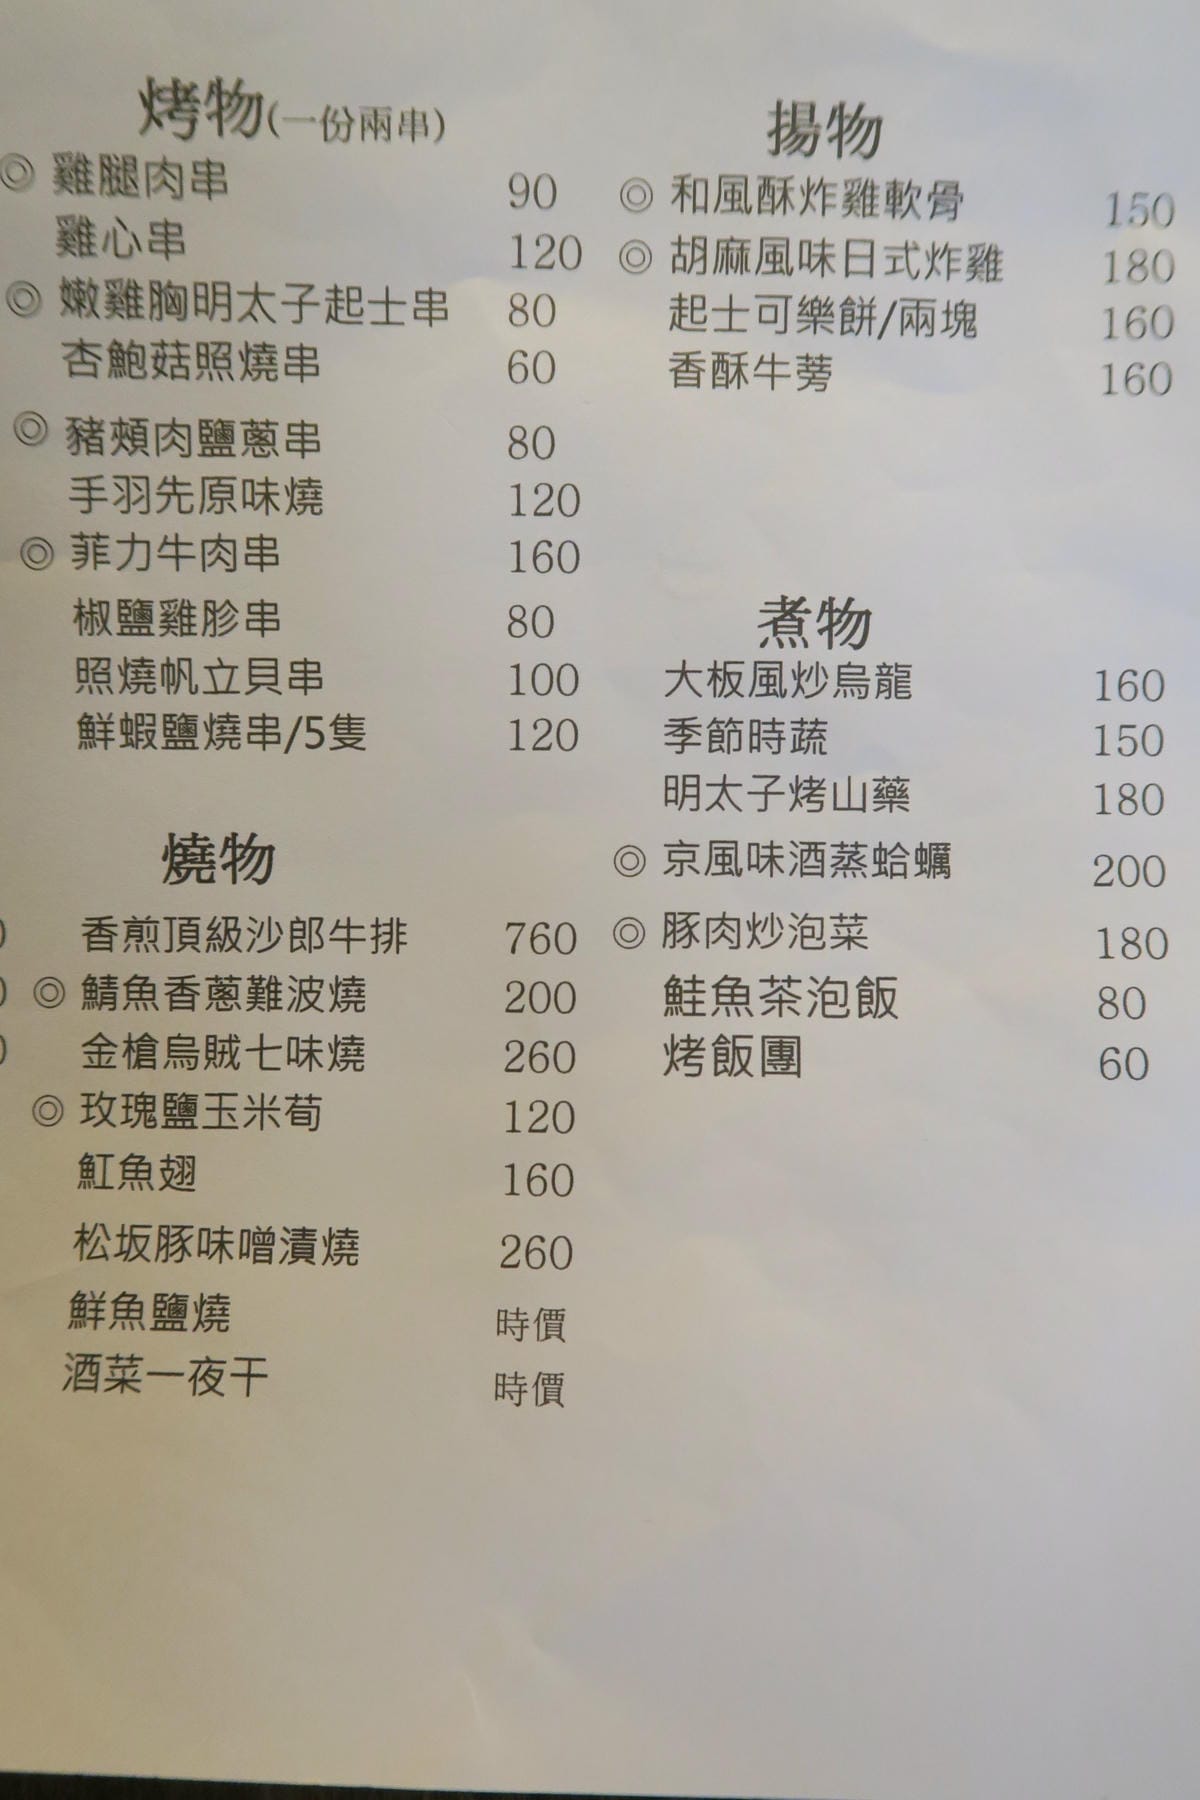 烤物(一份兩串)
◎ 雞腿肉串 90
雞心串 120
◎ 嫩雞胸明太子起士串 80
杏鮑菇照燒串 60
◎ 豬頰肉鹽蔥串 80
手羽先原味燒 120
◎ 菲力牛肉串 160
椒鹽雞胗串 80
照燒帆立貝串 100
鮮蝦鹽燒串/5隻 120
燒物
香煎頂級沙郎牛排 760
◎ 鯖魚香蔥難波燒 200
金槍烏賊七味燒 260
◎ 玫瑰鹽玉米荀 120
魟魚翅 160
松坂豚味噌漬燒 260
鮮魚鹽燒 時價
酒菜一夜干 時價
揚物
◎ 和風酥炸雞軟骨 150
◎ 胡麻風味日式炸雞 180
起士可樂餅/兩塊 160
香酥牛蒡 160
煮物
大板風炒烏龍 160
季節時蔬 150
明太子烤山藥 180
◎ 京風味酒蒸蛤蠣 200
◎ 豚肉炒泡菜 180
鮭魚茶泡飯 80
烤飯團 60